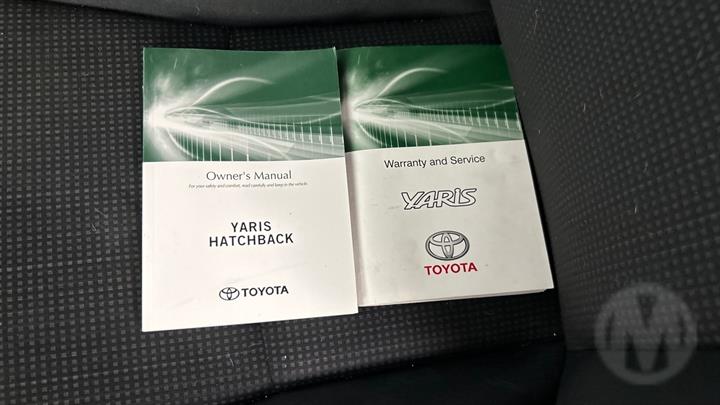 Owner's Manual
For your safety and comfort, read carefully and keep in the vehicle.
YARIS
HATCHBACK
TOYOTA
Warranty and Service
YARIS
TOYOTA
M